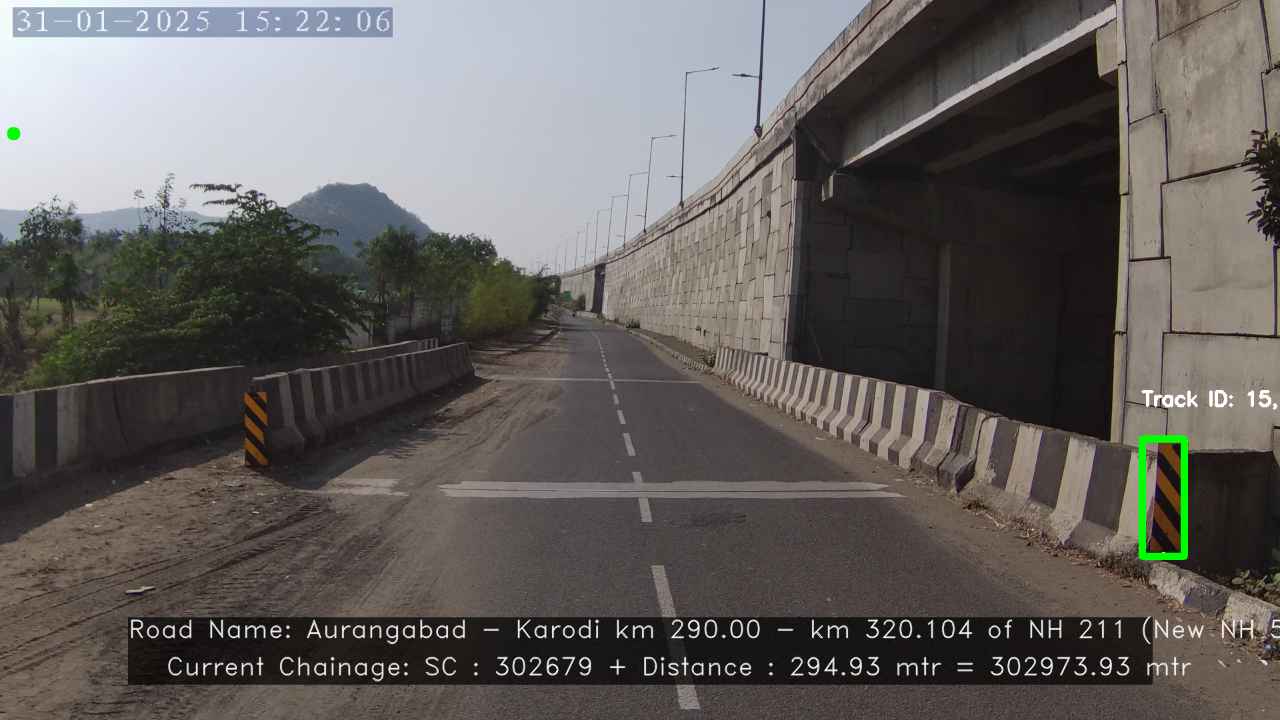 31-01-2025 15:22:06
Track ID: 15,
Road Name: Aurangabad - Karodi km 290.00 - km 320.104 of NH 211 (New NH 5
Current Chainage: SC : 302679 + Distance : 294.93 mtr = 302973.93 mtr